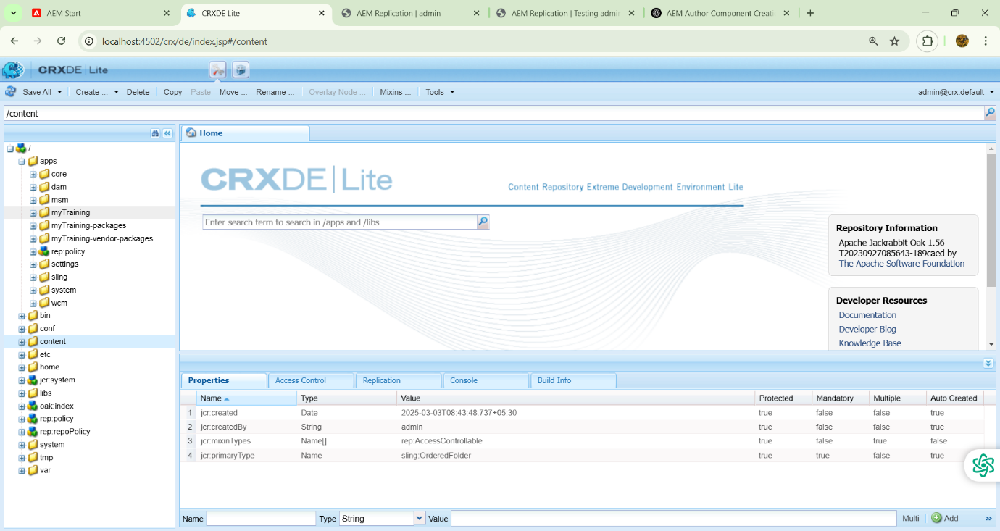 AEM Start
CRXDE Lite
AEM Replication | admin
AEM Replication | Testing admin
AEM Author Component Creati
localhost:4502/crx/de/index.jsp#/content
CRXDE | Lite
Save All Create ... Delete Copy Paste Move ... Rename ... Overlay Node ... Mixins ... Tools admin@crx.default
/content
Home
/
apps
core
dam
msm
myTraining
myTraining-packages
myTraining-vendor-packages
rep:policy
settings
sling
system
wcm
bin
conf
content
etc
home
jcr:system
libs
oak:index
rep:policy
rep:repoPolicy
system
tmp
var
CRXDE | Lite
Content Repository Extreme Development Environment Lite
Enter search term to search in /apps and /libs
Repository Information
Apache Jackrabbit Oak 1.56-
T20230927085643-189caed by
The Apache Software Foundation
Developer Resources
Documentation
Developer Blog
Knowledge Base
Properties Access Control Replication Console Build Info
Name Type Value Protected Mandatory Multiple Auto Created
1 jcr:created Date 2025-03-03T08:43:48.737+05:30 true false false true
2 jcr:createdBy String admin true false false true
3 jcr:mixinTypes Name[] rep:AccessControllable true false true false
4 jcr:primaryType Name sling:OrderedFolder true true false true
Name Type String Value Multi Add